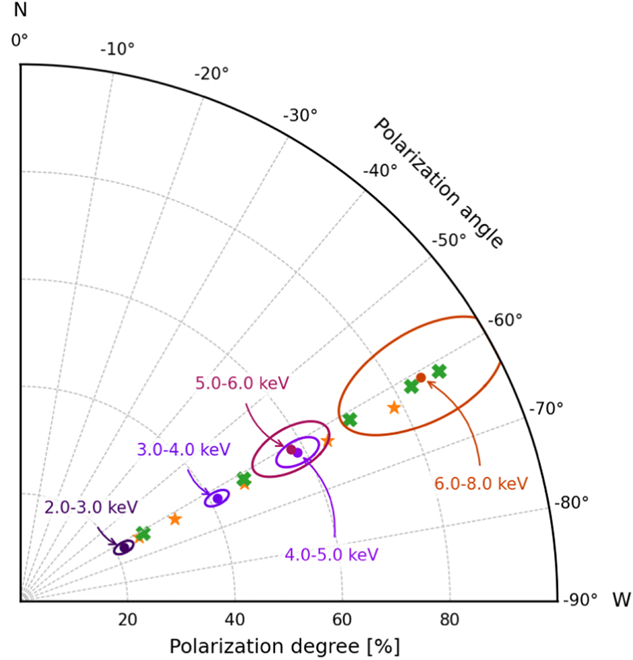 N
0°
-10°
-20°
-30°
-40°
Polarization angle
-50°
-60°
5.0-6.0 keV
-70°
3.0-4.0 keV
6.0-8.0 keV
2.0-3.0 keV
-80°
4.0-5.0 keV
-90° W
20 40 60 80
Polarization degree [%]